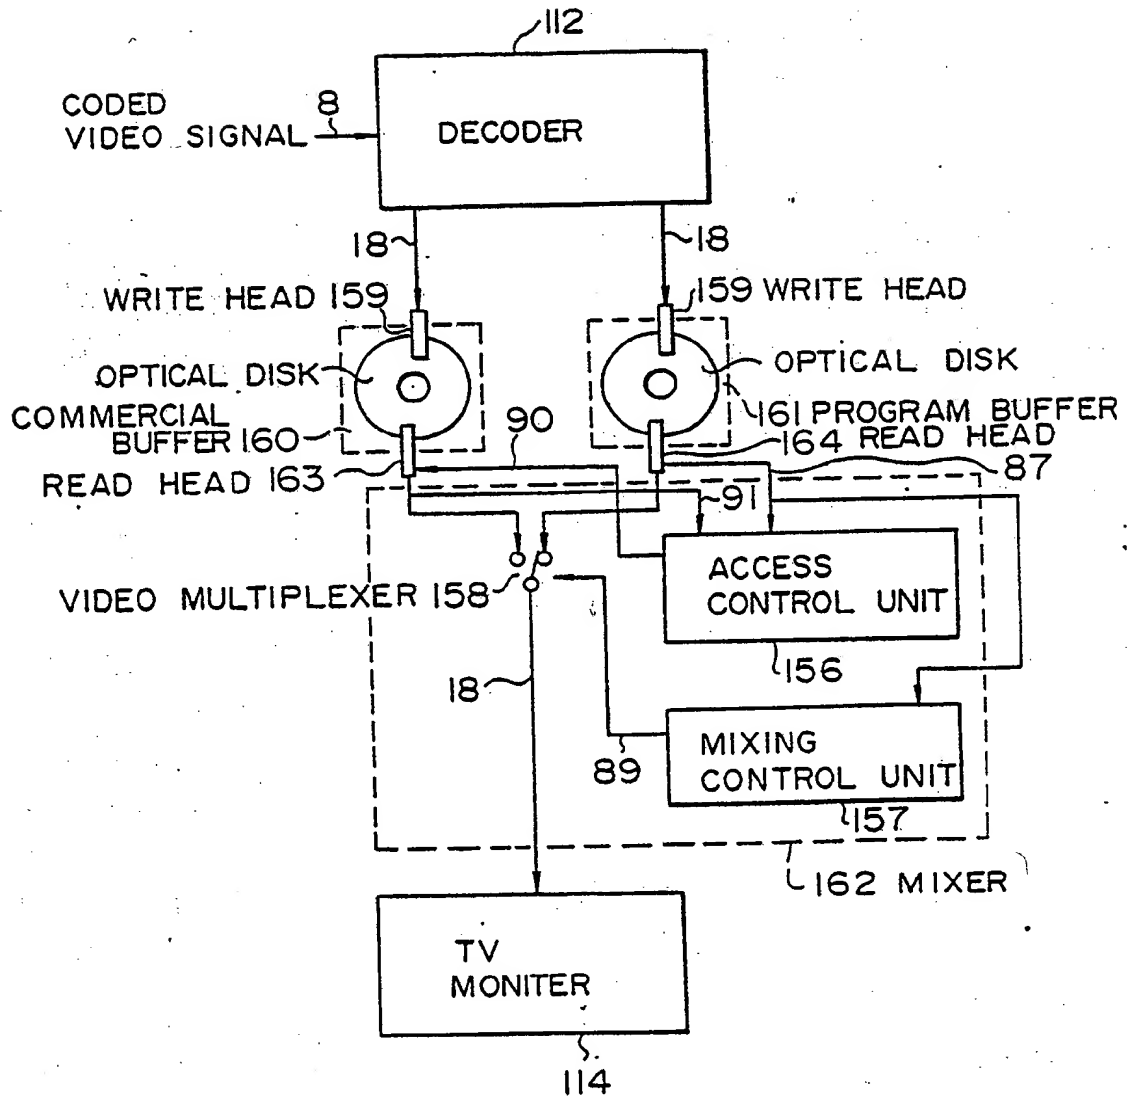 112
CODED
VIDEO SIGNAL
8
DECODER
18
18
WRITE HEAD 159
159 WRITE HEAD
OPTICAL DISK
OPTICAL DISK
COMMERCIAL
BUFFER 160
90
161 PROGRAM BUFFER
164 READ HEAD
READ HEAD 163
87
91
VIDEO MULTIPLEXER 158
ACCESS
CONTROL UNIT
156
18
MIXING
CONTROL UNIT
89
157
162 MIXER
TV
MONITER
114